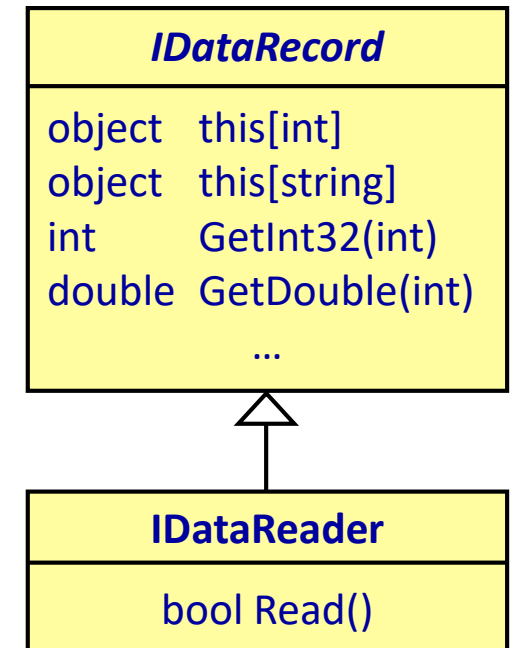 IDataRecord
object this[int]
object this[string]
int GetInt32(int)
double GetDouble(int)
...
IDataReader
bool Read()